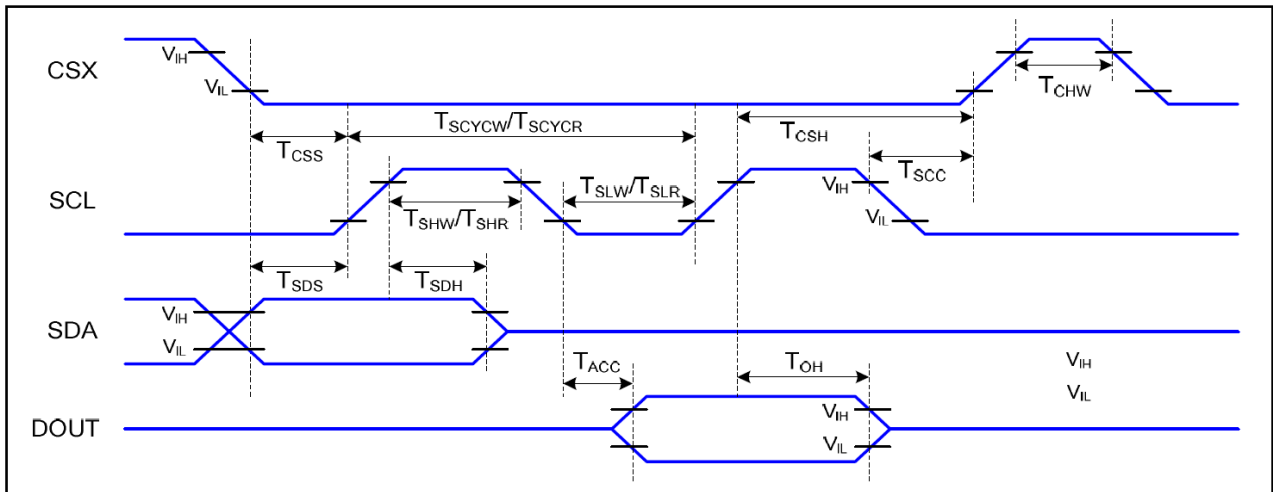 CSX
VIH
VIL
TCHW
TCSS
TSCYCW/TSCYCR
TCSH
TSCC
SCL
TSHW/TSHR
TSLW/TSLR
VIH
VIL
TSDS
TSDH
SDA
VIH
VIL
TACC
TOH
VIH
VIL
DOUT
VIH
VIL